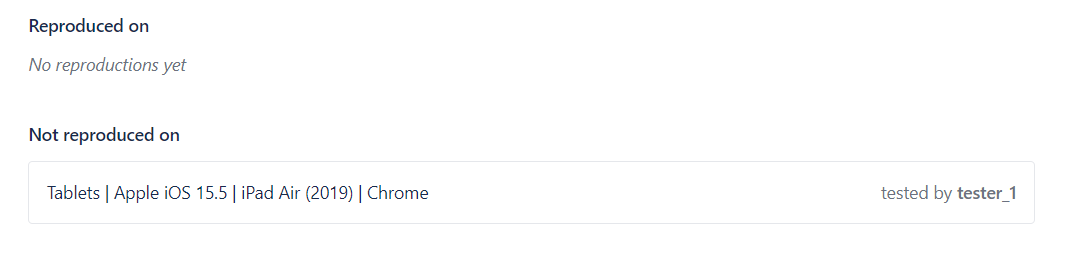 Reproduced on
No reproductions yet
Not reproduced on
Tablets | Apple iOS 15.5 | iPad Air (2019) | Chrome tested by tester_1